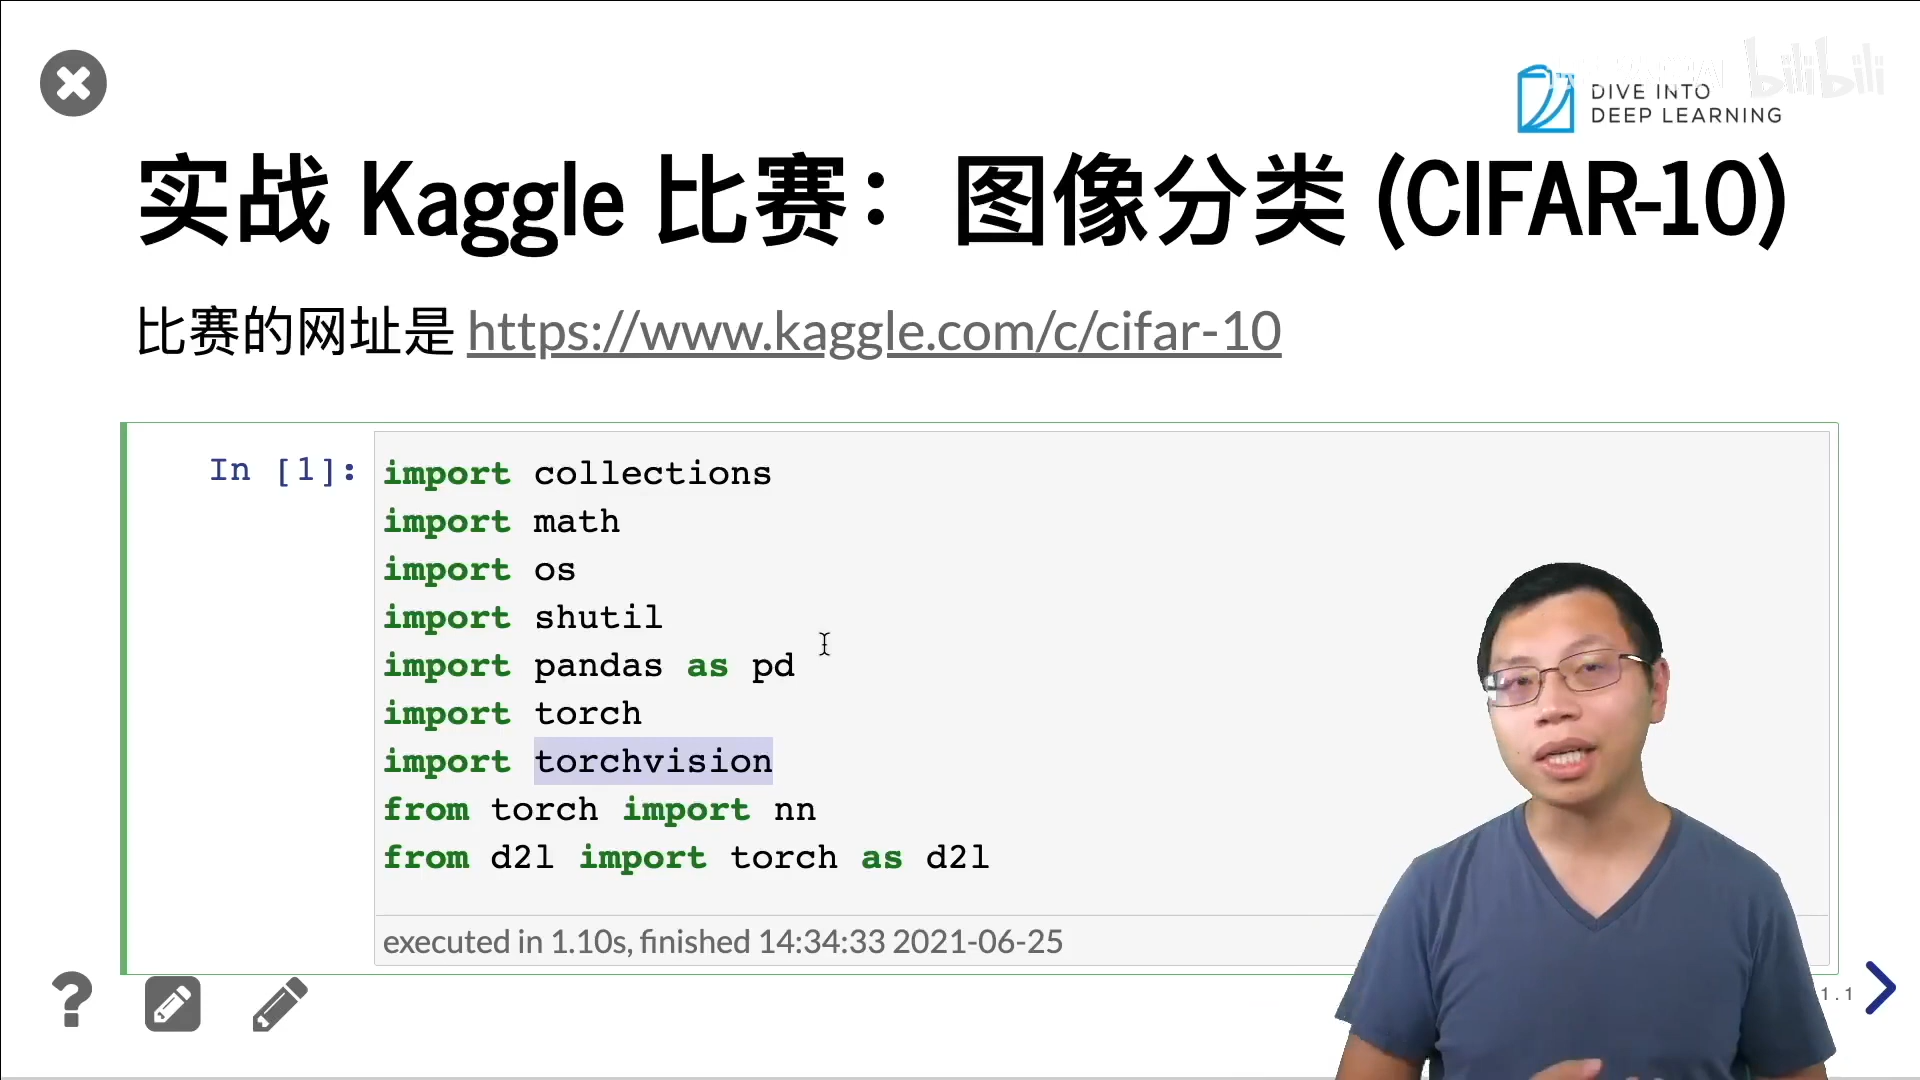 bilibili
DIVE INTO
DEEP LEARNING
实战 Kaggle 比赛：图像分类 (CIFAR-10)
比赛的网址是 https://www.kaggle.com/c/cifar-10
In [1]:
import collections
import math
import os
import shutil
import pandas as pd
import torch
import torchvision
from torch import nn
from d2l import torch as d2l
executed in 1.10s, finished 14:34:33 2021-06-25
?
1.1